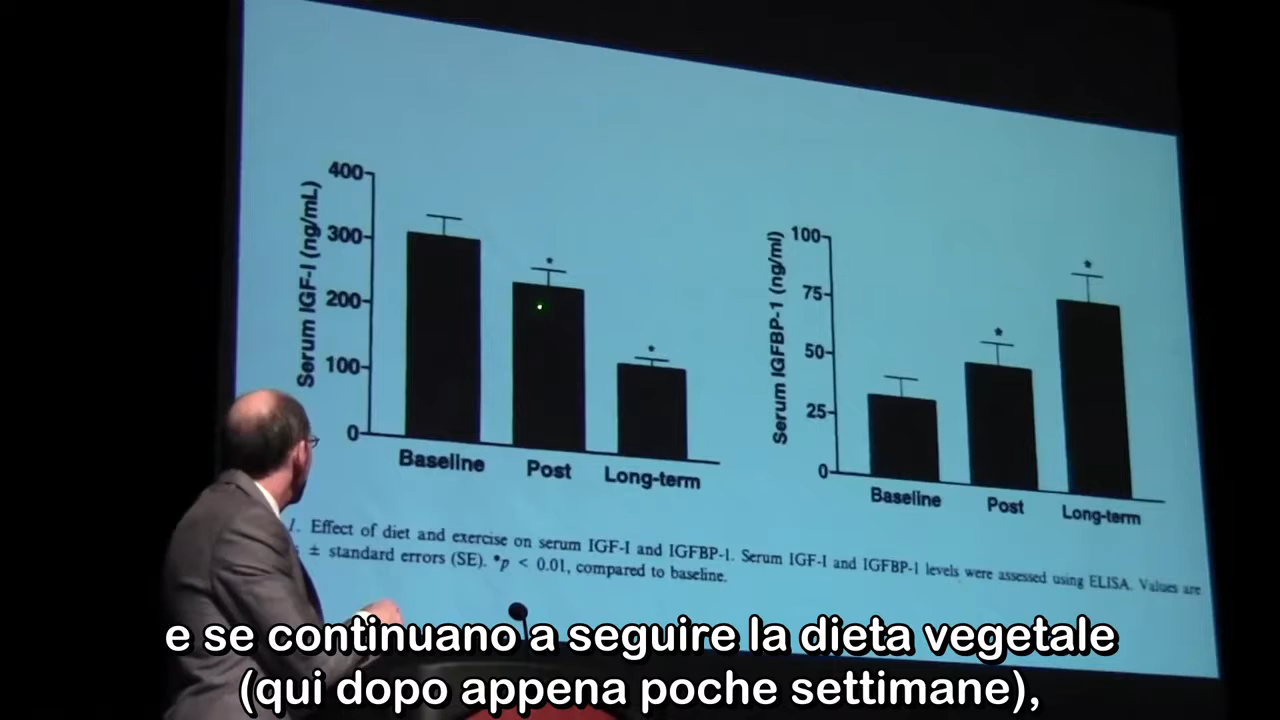 400
300
200
100
0
Serum IGF-I (ng/mL)
*
*
Baseline
Post
Long-term
100
75
50
25
0
Serum IGFBP-1 (ng/ml)
*
*
Baseline
Post
Long-term
1. Effect of diet and exercise on serum IGF-I and IGFBP-1. Serum IGF-I and IGFBP-1 levels were assessed using ELISA. Values are
± standard errors (SE). *p < 0.01, compared to baseline.
e se continuano a seguire la dieta vegetale
(qui dopo appena poche settimane),